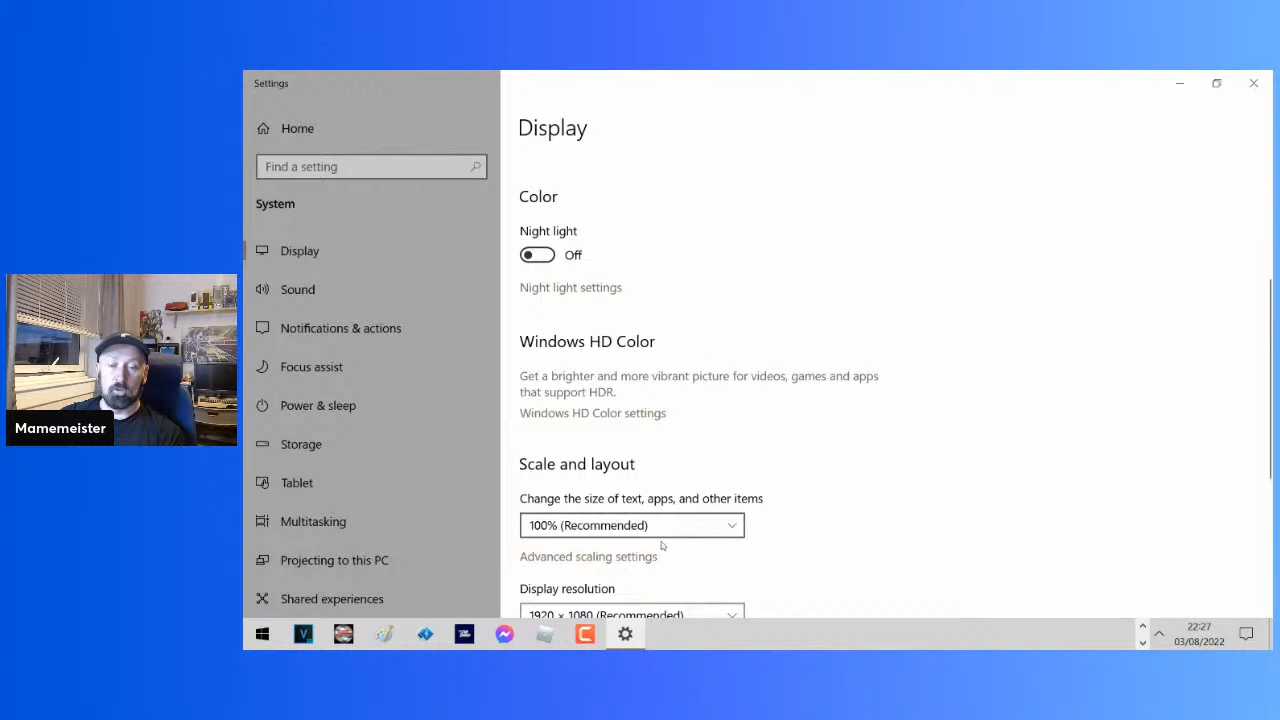 Settings
Home
Find a setting
System
Display
Sound
Notifications & actions
Focus assist
Power & sleep
Storage
Tablet
Multitasking
Projecting to this PC
Shared experiences
Display
Color
Night light
Off
Night light settings
Windows HD Color
Get a brighter and more vibrant picture for videos, games and apps
that support HDR.
Windows HD Color settings
Scale and layout
Change the size of text, apps, and other items
100% (Recommended)
Advanced scaling settings
Display resolution
1920 × 1080 (Recommended)
Mamemeister
V
22:27
03/08/2022